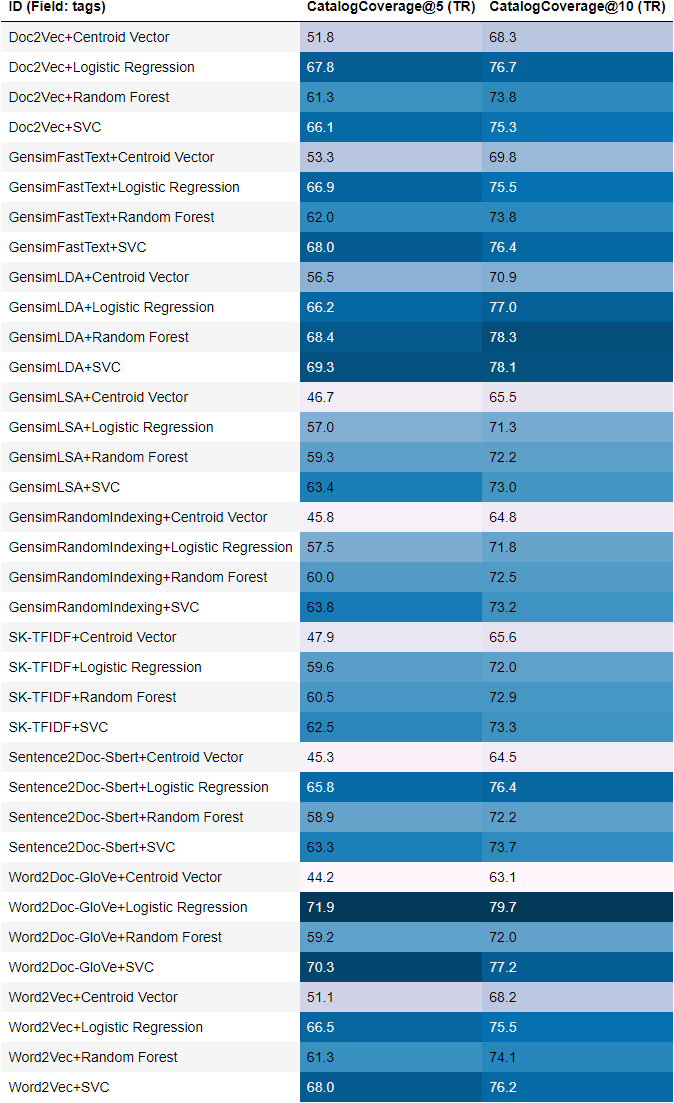 ID (Field: tags) CatalogCoverage@5 (TR) CatalogCoverage@10 (TR)
Doc2Vec+Centroid Vector 51.8 68.3
Doc2Vec+Logistic Regression 67.8 76.7
Doc2Vec+Random Forest 61.3 73.8
Doc2Vec+SVC 66.1 75.3
GensimFastText+Centroid Vector 53.3 69.8
GensimFastText+Logistic Regression 66.9 75.5
GensimFastText+Random Forest 62.0 73.8
GensimFastText+SVC 68.0 76.4
GensimLDA+Centroid Vector 56.5 70.9
GensimLDA+Logistic Regression 66.2 77.0
GensimLDA+Random Forest 68.4 78.3
GensimLDA+SVC 69.3 78.1
GensimLSA+Centroid Vector 46.7 65.5
GensimLSA+Logistic Regression 57.0 71.3
GensimLSA+Random Forest 59.3 72.2
GensimLSA+SVC 63.4 73.0
GensimRandomIndexing+Centroid Vector 45.8 64.8
GensimRandomIndexing+Logistic Regression 57.5 71.8
GensimRandomIndexing+Random Forest 60.0 72.5
GensimRandomIndexing+SVC 63.8 73.2
SK-TFIDF+Centroid Vector 47.9 65.6
SK-TFIDF+Logistic Regression 59.6 72.0
SK-TFIDF+Random Forest 60.5 72.9
SK-TFIDF+SVC 62.5 73.3
Sentence2Doc-Sbert+Centroid Vector 45.3 64.5
Sentence2Doc-Sbert+Logistic Regression 65.8 76.4
Sentence2Doc-Sbert+Random Forest 58.9 72.2
Sentence2Doc-Sbert+SVC 63.3 73.7
Word2Doc-GloVe+Centroid Vector 44.2 63.1
Word2Doc-GloVe+Logistic Regression 71.9 79.7
Word2Doc-GloVe+Random Forest 59.2 72.0
Word2Doc-GloVe+SVC 70.3 77.2
Word2Vec+Centroid Vector 51.1 68.2
Word2Vec+Logistic Regression 66.5 75.5
Word2Vec+Random Forest 61.3 74.1
Word2Vec+SVC 68.0 76.2